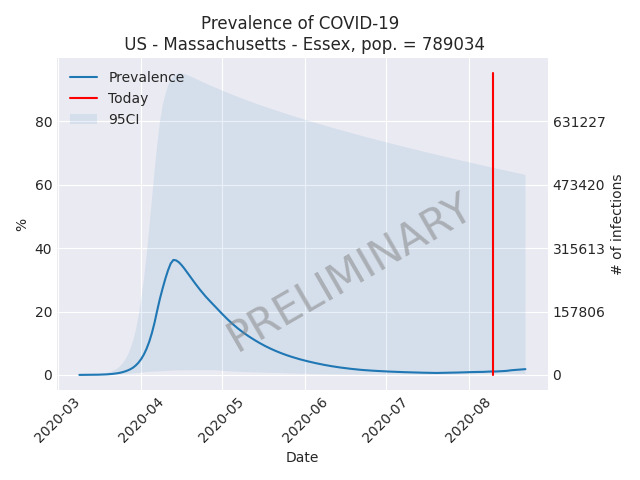 Prevalence of COVID-19
US - Massachusetts - Essex, pop. = 789034
Prevalence
Today
95CI
%
80
60
40
20
0
631227
473420
315613
157806
0
# of infections
PRELIMINARY
2020-03
2020-04
2020-05
2020-06
2020-07
2020-08
Date